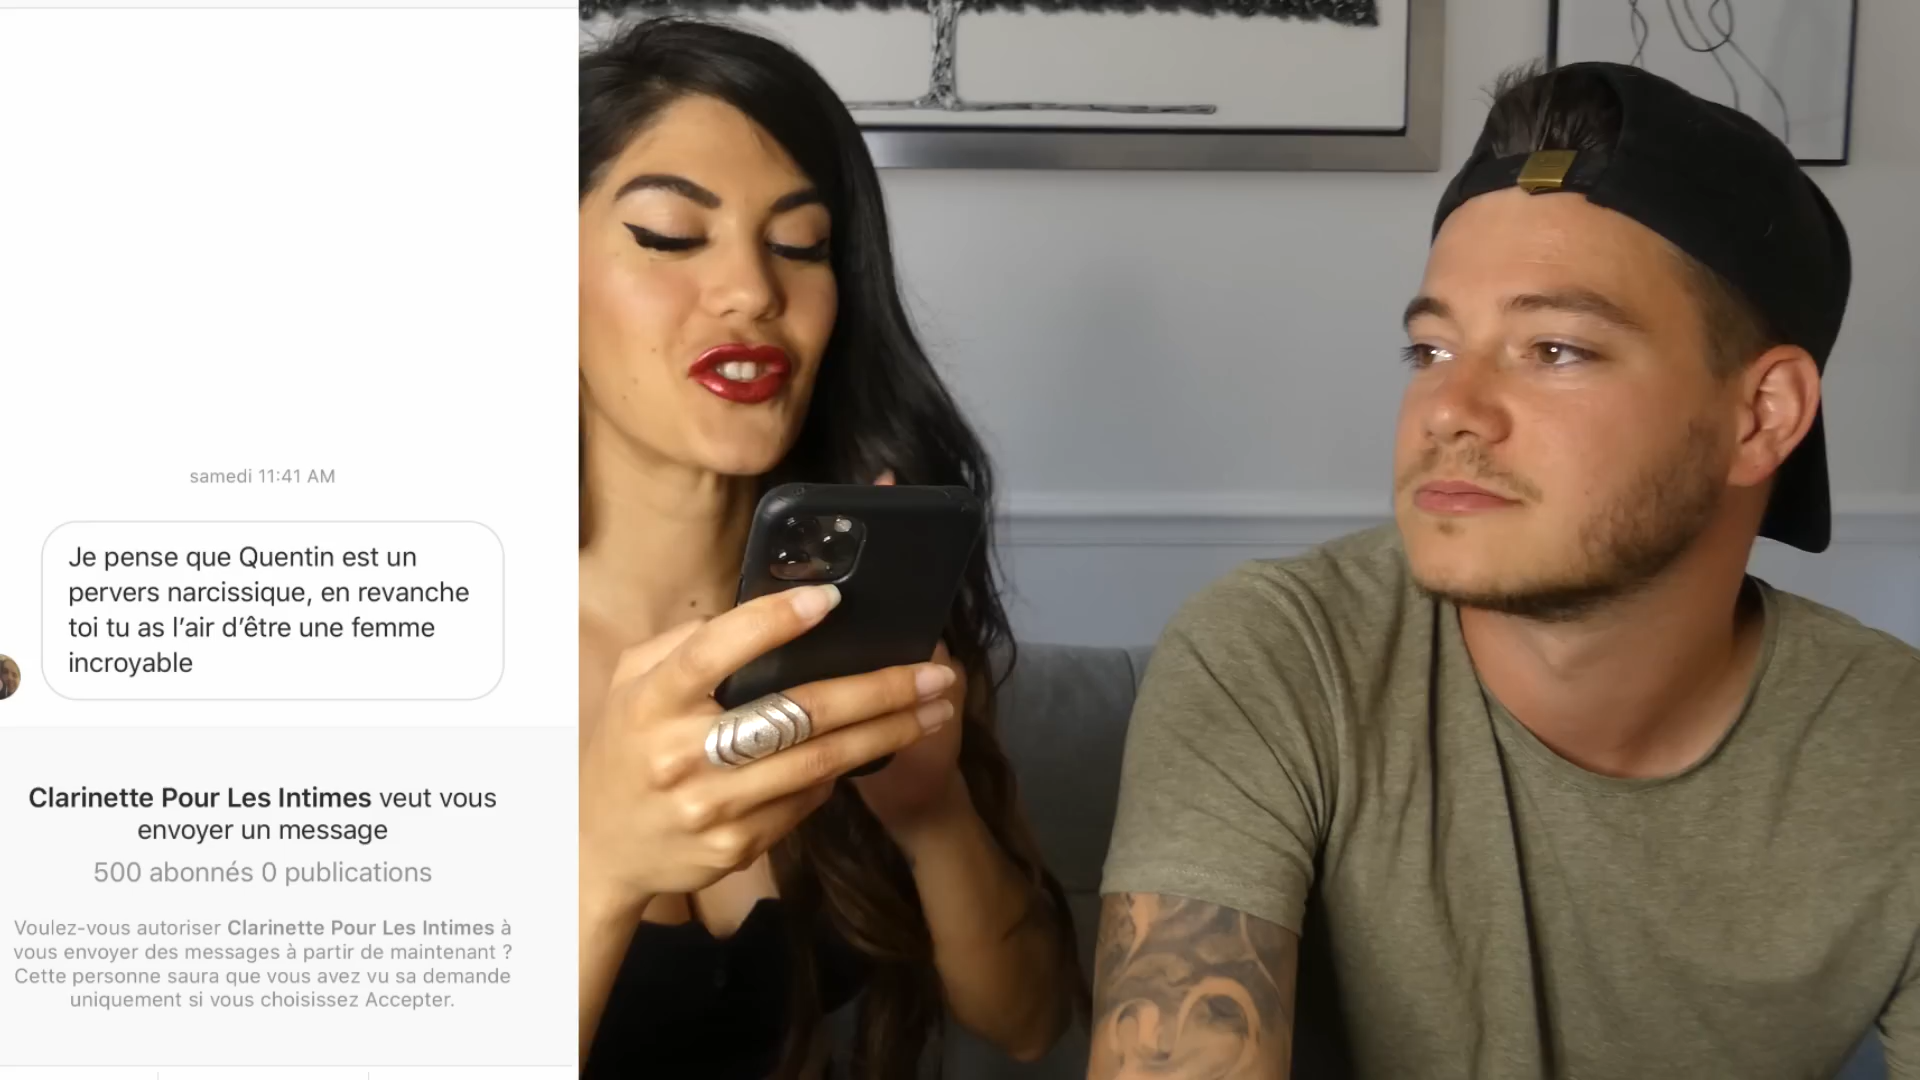 samedi 11:41 AM
Je pense que Quentin est un
pervers narcissique, en revanche
toi tu as l’air d’être une femme
incroyable
Clarinette Pour Les Intimes veut vous
envoyer un message
500 abonnés 0 publications
Voulez-vous autoriser Clarinette Pour Les Intimes à
vous envoyer des messages à partir de maintenant ?
Cette personne saura que vous avez vu sa demande
uniquement si vous choisissez Accepter.